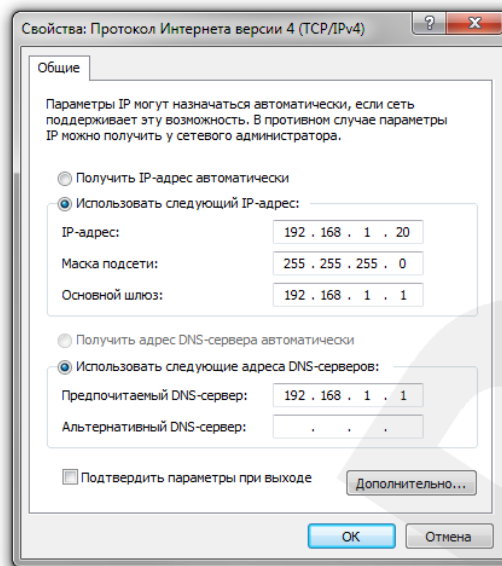 Свойства: Протокол Интернета версии 4 (TCP/IPv4)
Общие
Параметры IP могут назначаться автоматически, если сеть
поддерживает эту возможность. В противном случае параметры
IP можно получить у сетевого администратора.
Получить IP-адрес автоматически
Использовать следующий IP-адрес:
IP-адрес: 192 . 168 . 1 . 20
Маска подсети: 255 . 255 . 255 . 0
Основной шлюз: 192 . 168 . 1 . 1
Получить адрес DNS-сервера автоматически
Использовать следующие адреса DNS-серверов:
Предпочитаемый DNS-сервер: 192 . 168 . 1 . 1
Альтернативный DNS-сервер: . . .
Подтвердить параметры при выходе
Дополнительно...
OK Отмена